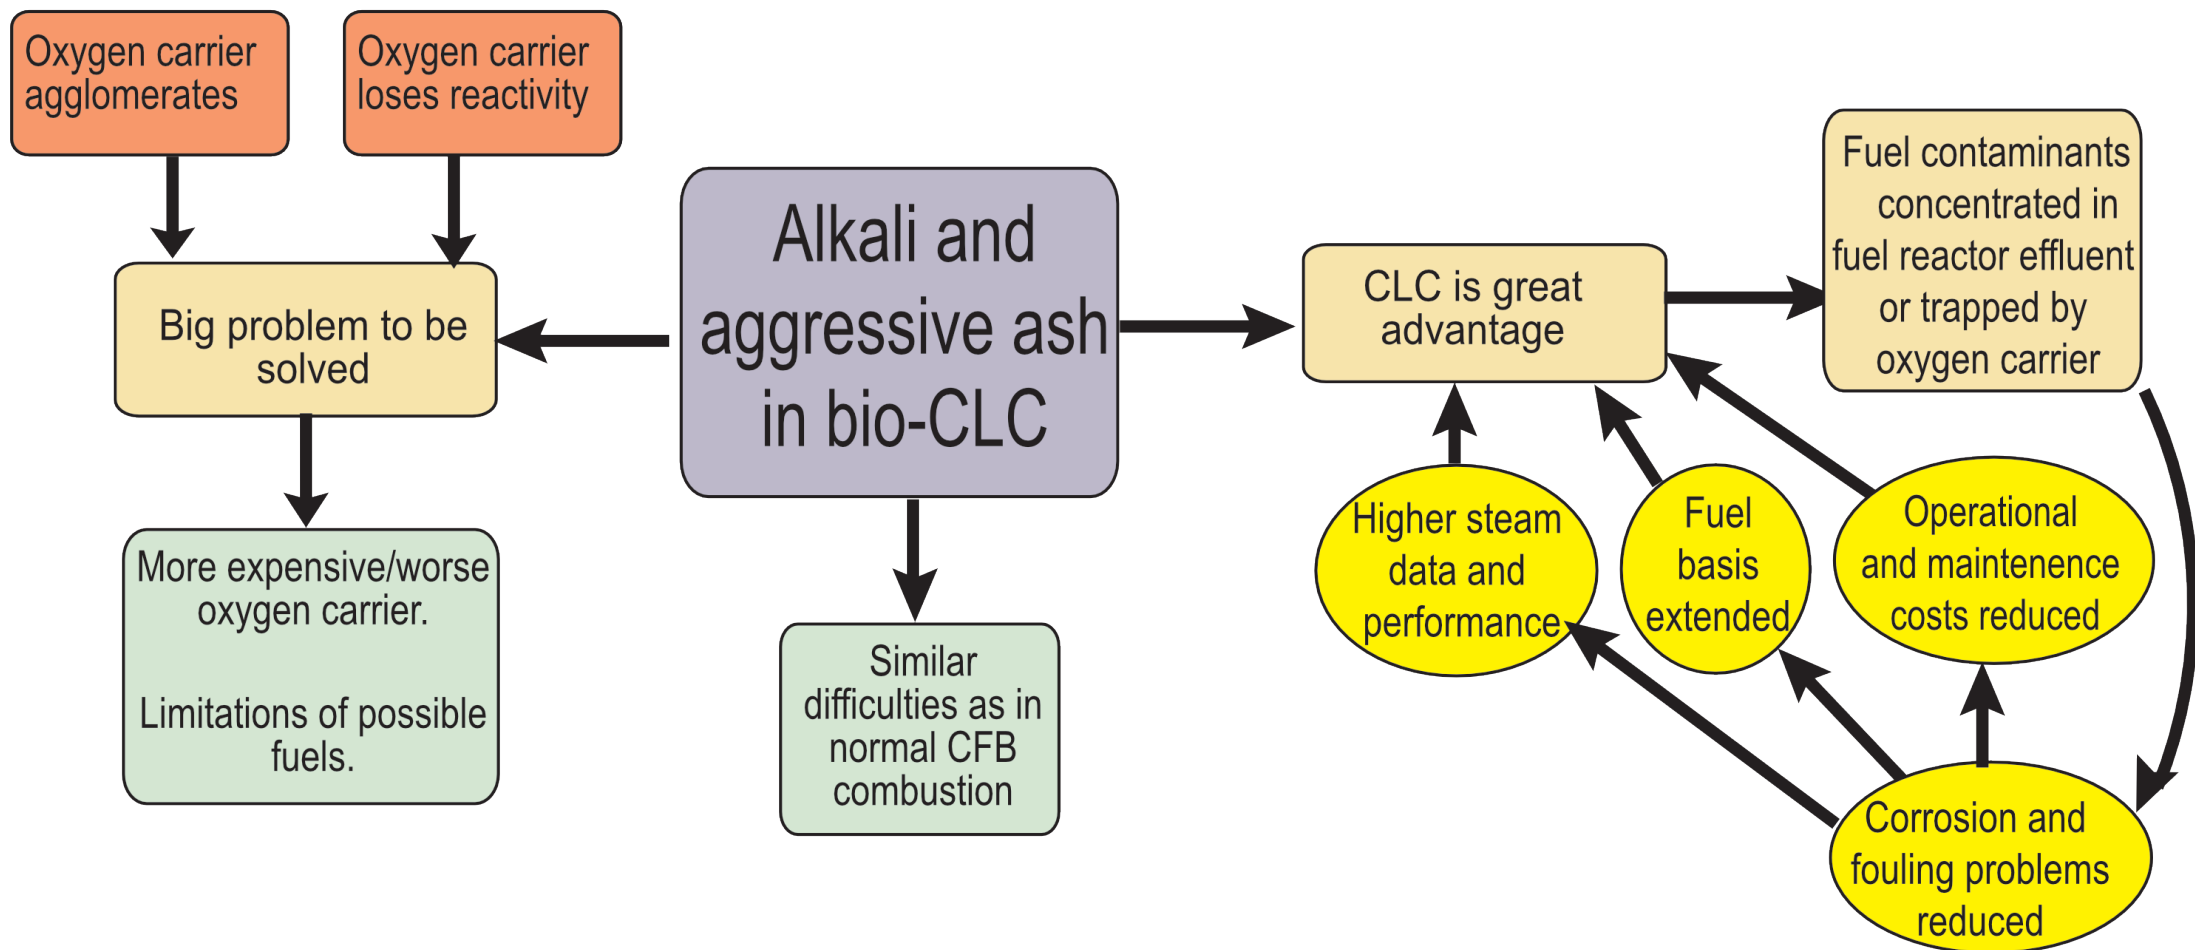 Oxygen carrier
agglomerates
Oxygen carrier
loses reactivity
Big problem to be
solved
More expensive/worse
oxygen carrier.
Limitations of possible
fuels.
Alkali and
aggressive ash
in bio-CLC
Similar
difficulties as in
normal CFB
combustion
CLC is great
advantage
Fuel contaminants
concentrated in
fuel reactor effluent
or trapped by
oxygen carrier
Higher steam
data and
performance
Fuel
basis
extended
Operational
and maintenence
costs reduced
Corrosion and
fouling problems
reduced